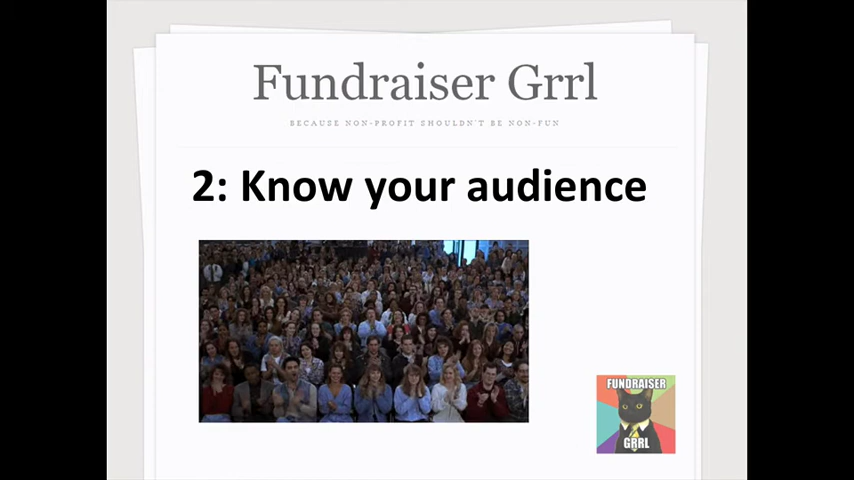 Fundraiser Grrl
BECAUSE NON-PROFIT SHOULDN'T BE NON-FUN
2: Know your audience
FUNDRAISER
GRRL